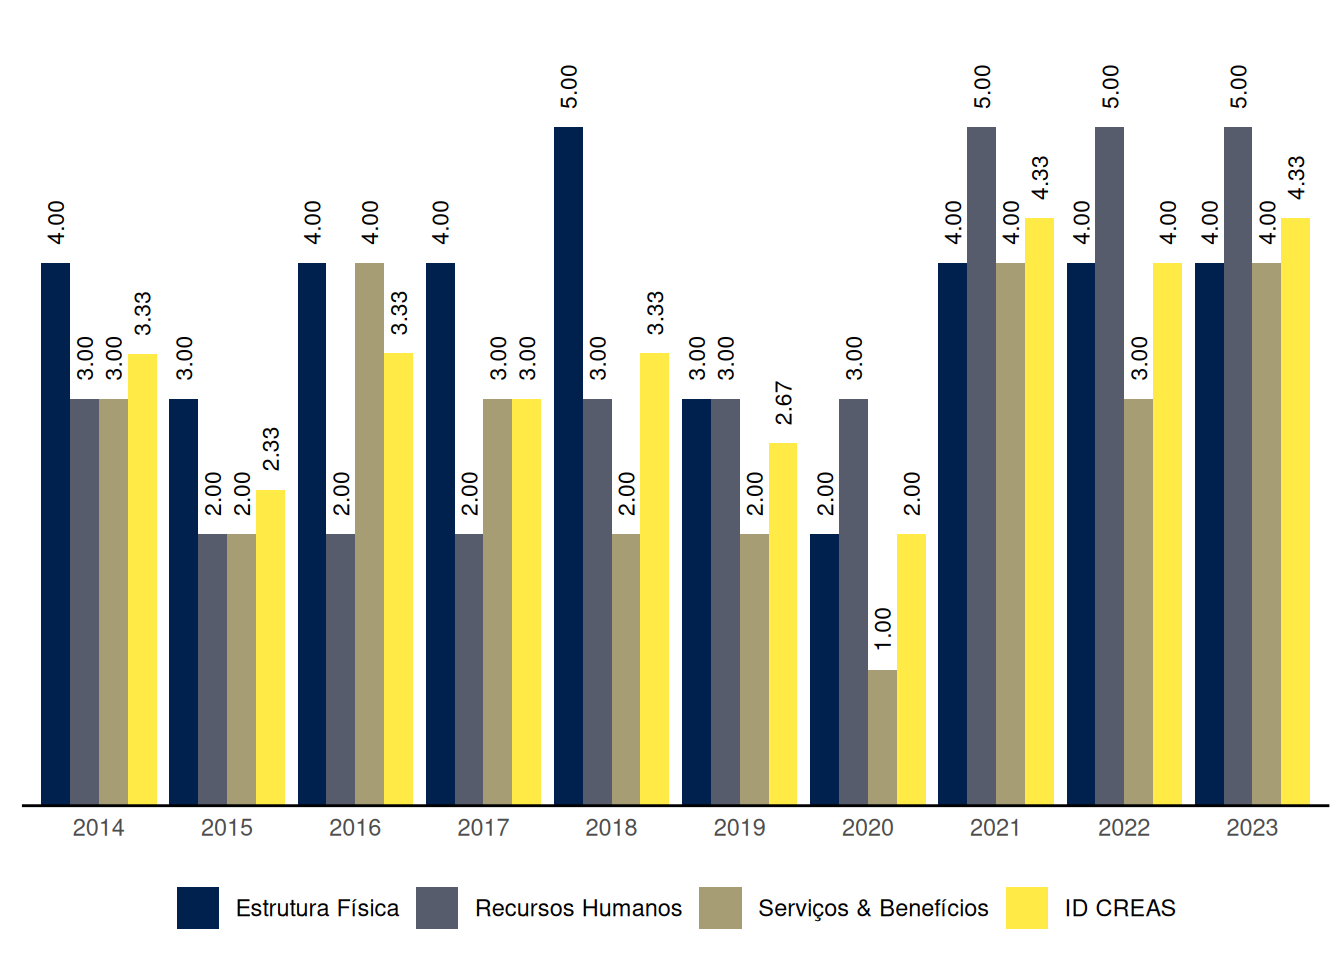 4.00 3.00 3.00 3.33
3.00 2.00 2.00 2.33
4.00 2.00 4.00 3.33
4.00 2.00 3.00 3.00
5.00 3.00 2.00 3.33
3.00 3.00 2.00 2.67
2.00 3.00 1.00 2.00
4.00 5.00 4.00 4.33
4.00 5.00 3.00 4.00
4.00 5.00 4.00 4.33
2014 2015 2016 2017 2018 2019 2020 2021 2022 2023
Estrutura Física Recursos Humanos Serviços & Benefícios ID CREAS